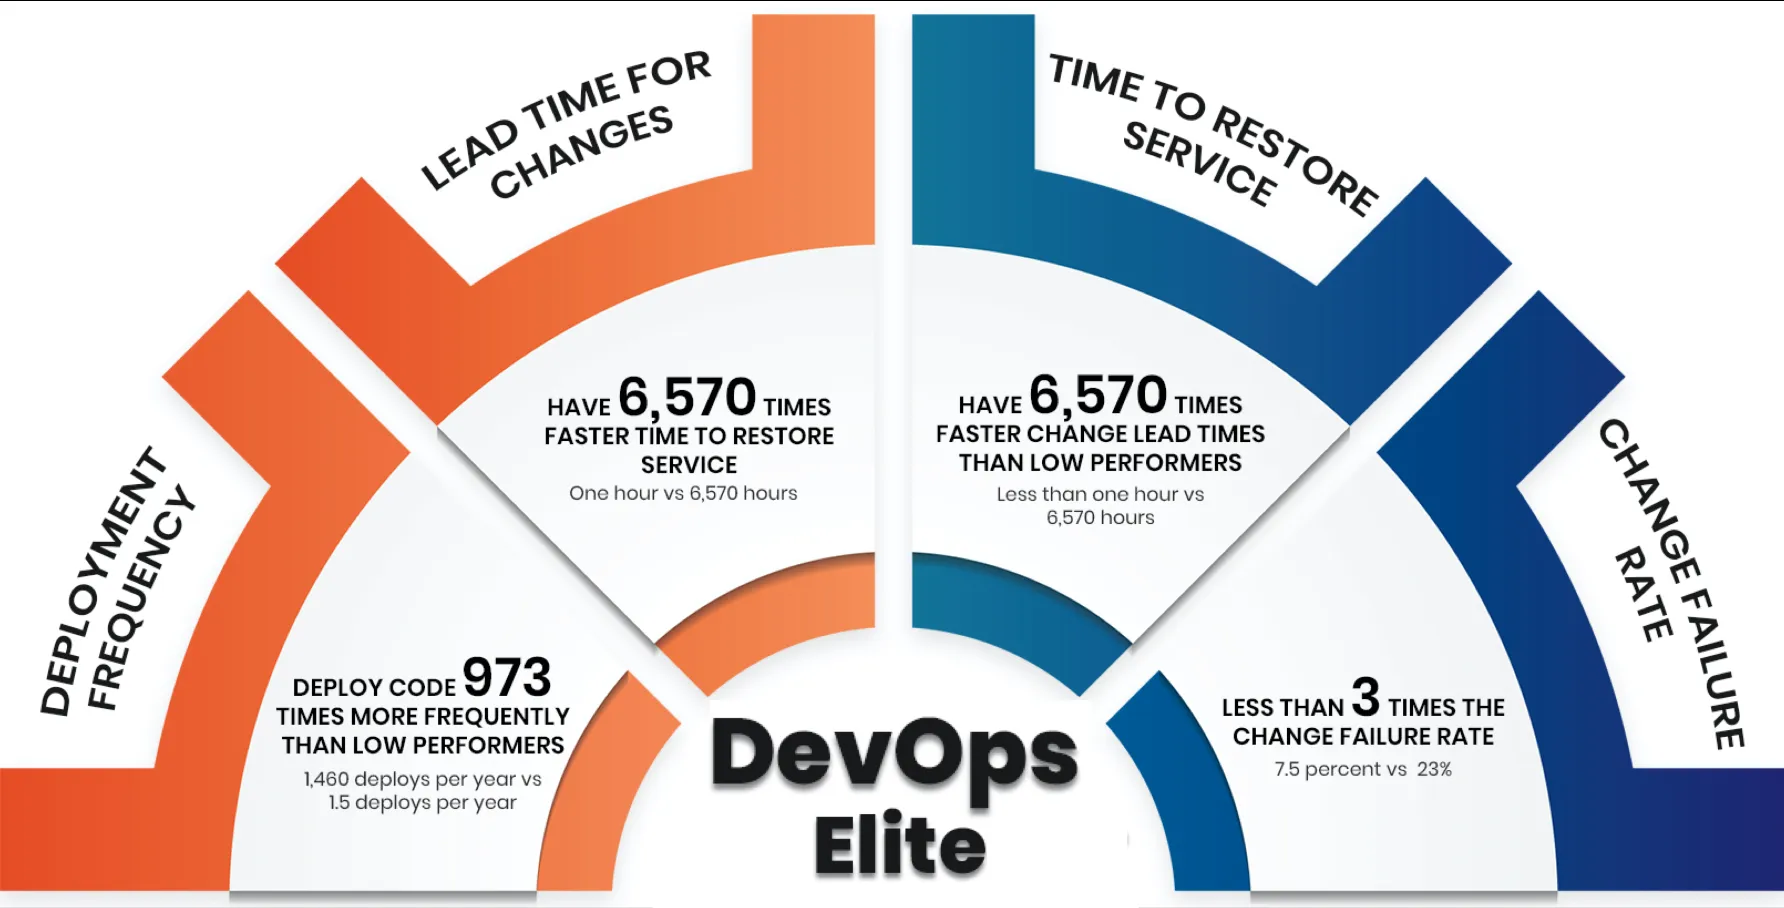 DEPLOYMENT
FREQUENCY
DEPLOY CODE 973
TIMES MORE FREQUENTLY
THAN LOW PERFORMERS
1,460 deploys per year vs
1.5 deploys per year
LEAD TIME FOR
CHANGES
HAVE 6,570 TIMES
FASTER TIME TO RESTORE
SERVICE
One hour vs 6,570 hours
TIME TO RESTORE
SERVICE
HAVE 6,570 TIMES
FASTER CHANGE LEAD TIMES
THAN LOW PERFORMERS
Less than one hour vs
6,570 hours
CHANGE FAILURE
RATE
LESS THAN 3 TIMES THE
CHANGE FAILURE RATE
7.5 percent vs 23%
DevOps
Elite